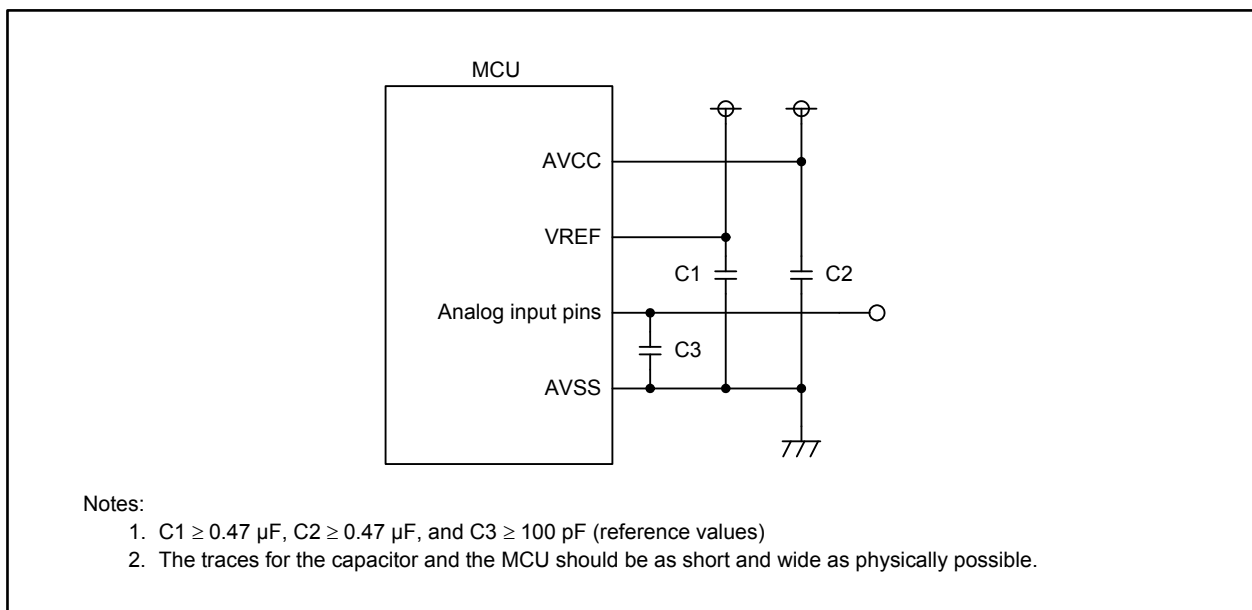 MCU
AVCC
VREF
C1
C2
Analog input pins
C3
AVSS
Notes:
1. C1 ≥ 0.47 µF, C2 ≥ 0.47 µF, and C3 ≥ 100 pF (reference values)
2. The traces for the capacitor and the MCU should be as short and wide as physically possible.